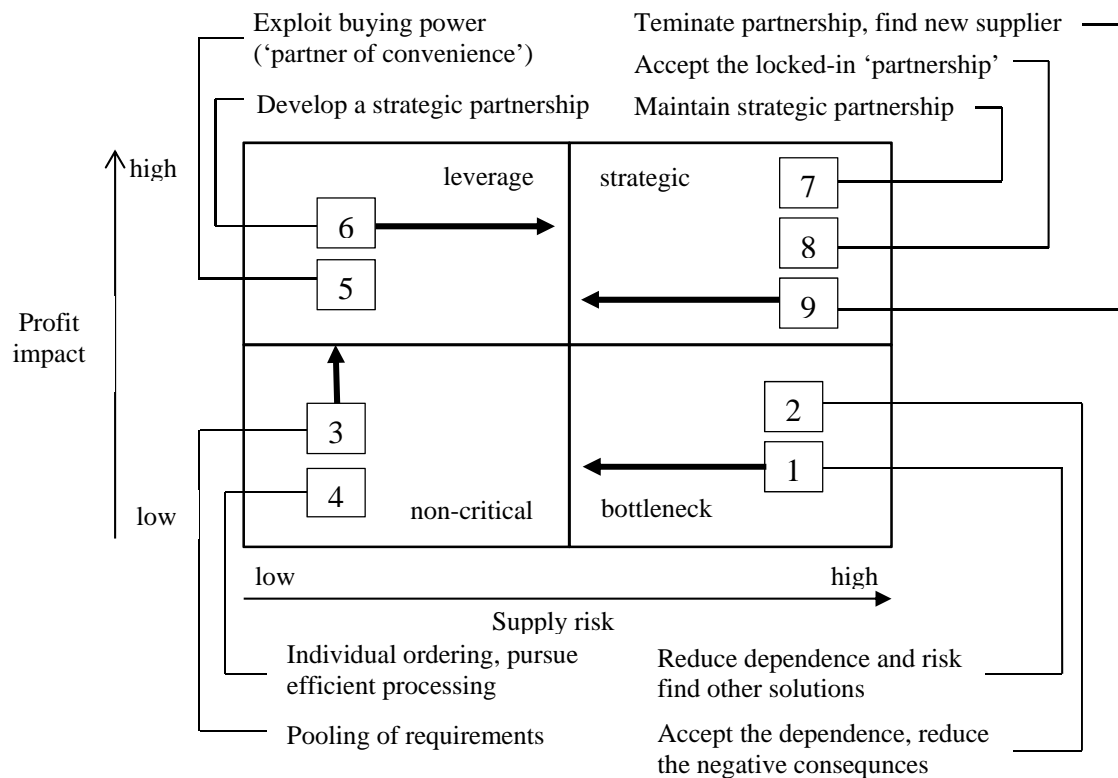 Exploit buying power
(‘partner of convenience’)
Develop a strategic partnership
Teminate partnership, find new supplier
Accept the locked-in ‘partnership’
Maintain strategic partnership
high
leverage
strategic
7
6
8
5
9
Profit
impact
3
2
4
1
low
non-critical
bottleneck
low
high
Supply risk
Individual ordering, pursue
efficient processing
Pooling of requirements
Reduce dependence and risk
find other solutions
Accept the dependence, reduce
the negative consequnces